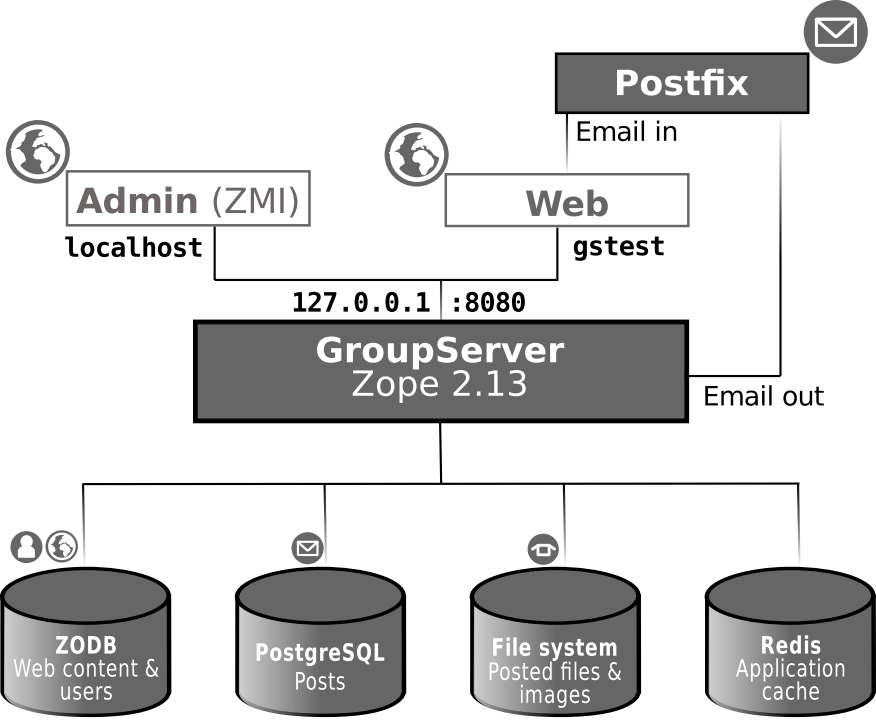 Postfix
Email in
Admin (ZMI)
Web
localhost
gstest
127.0.0.1 :8080
GroupServer
Zope 2.13
Email out
ZODB
Web content &
users
PostgreSQL
Posts
File system
Posted files &
images
Redis
Application
cache